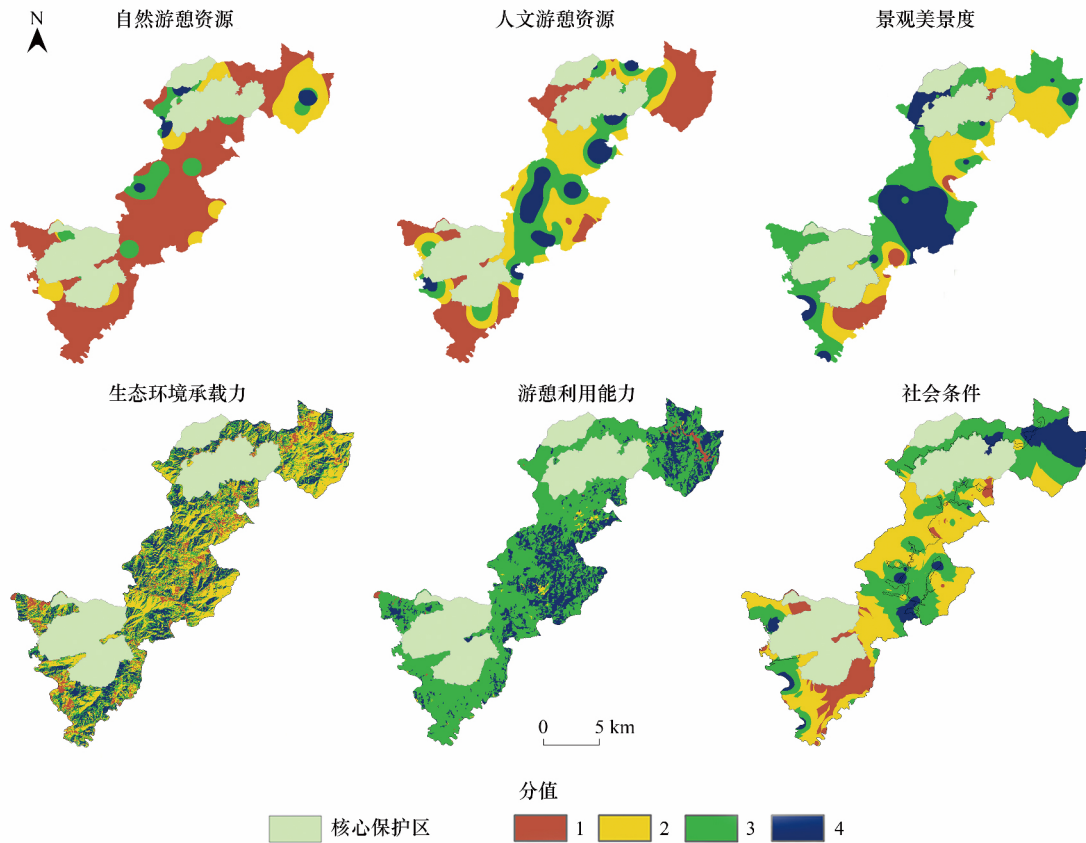 N
自然游憩资源
人文游憩资源
景观美景度
生态环境承载力
游憩利用能力
社会条件
0 5 km
分值
核心保护区 1 2 3 4